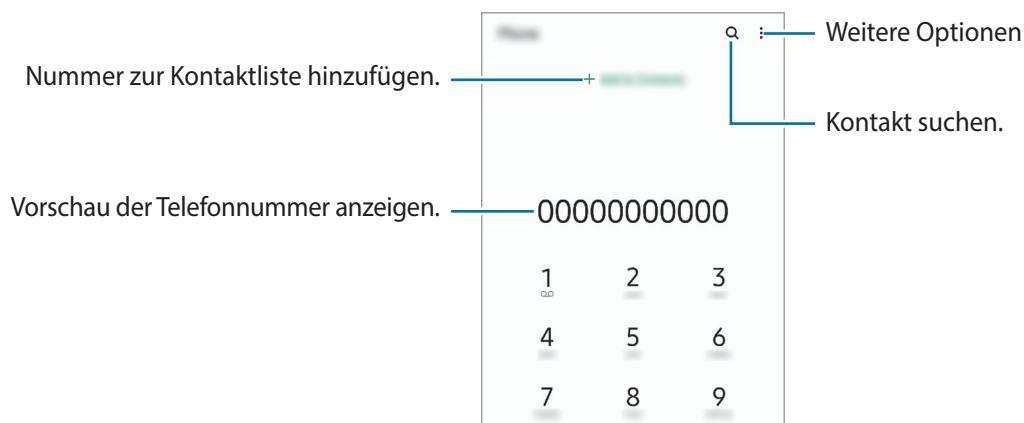 Weitere Optionen
Nummer zur Kontaktliste hinzufügen.
+
Kontakt suchen.
Vorschau der Telefonnummer anzeigen.
00000000000
1 2 3
4 5 6
7 8 9